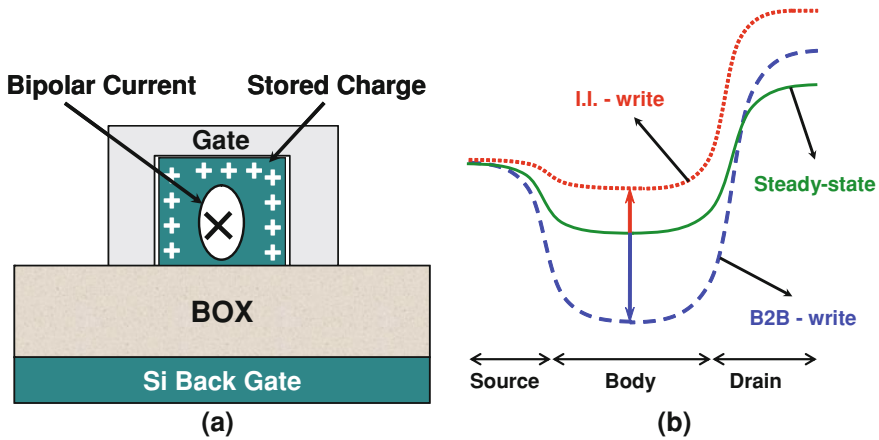 Bipolar Current
Stored Charge
Gate
+ + + +
+ +
+ +
+ +
+ +
BOX
Si Back Gate
(a)
I.I. - write
Steady-state
B2B - write
Source
Body
Drain
(b)